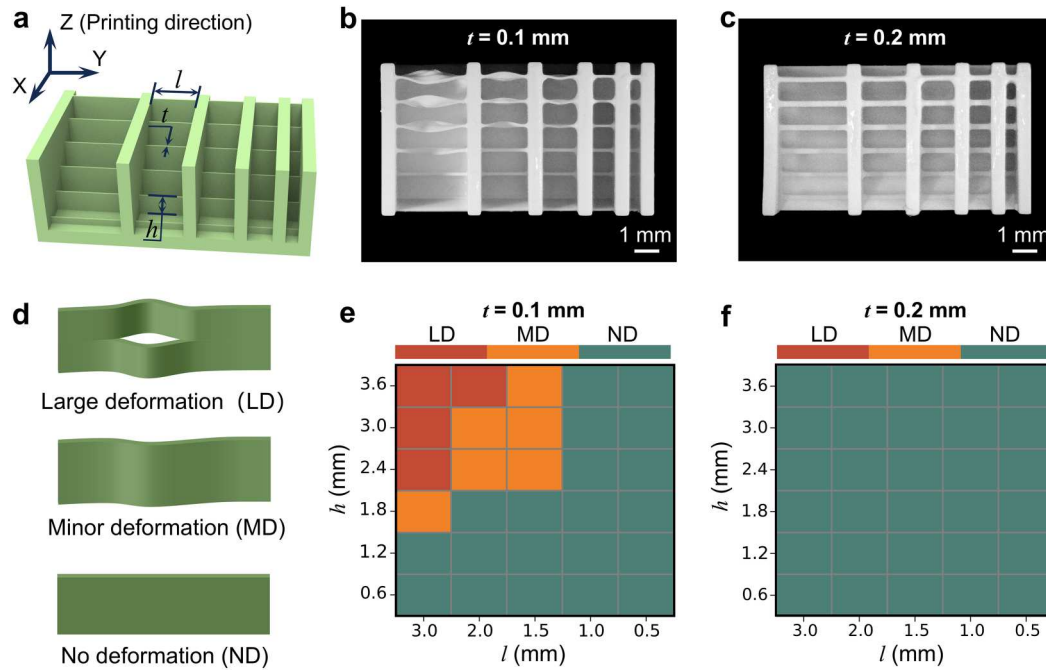 a
Z (Printing direction)
Y
X
l
t
h
b
t = 0.1 mm
1 mm
c
t = 0.2 mm
1 mm
d
Large deformation (LD)
Minor deformation (MD)
No deformation (ND)
e
t = 0.1 mm
LD MD ND
3.6
3.0
2.4
1.8
1.2
0.6
h (mm)
3.0 2.0 1.5 1.0 0.5
l (mm)
f
t = 0.2 mm
LD MD ND
3.6
3.0
2.4
1.8
1.2
0.6
h (mm)
3.0 2.0 1.5 1.0 0.5
l (mm)